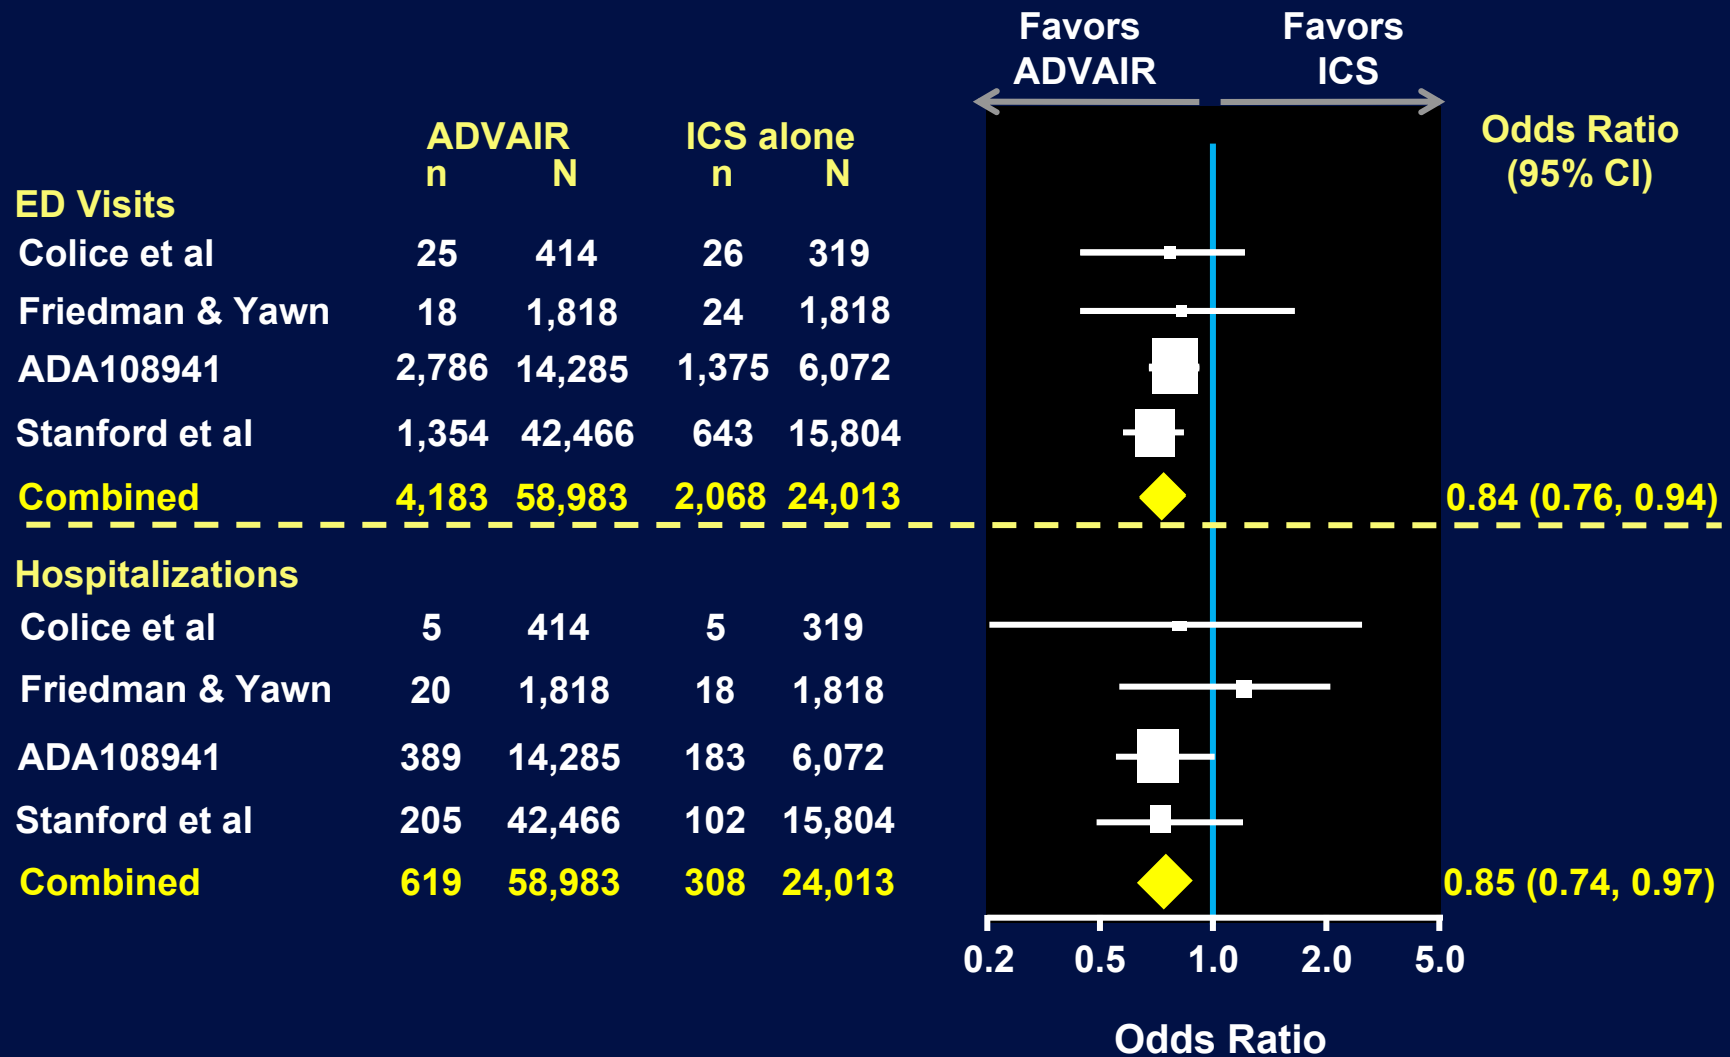 Favors Favors
ADVAIR ICS
ADVAIR ICS alone Odds Ratio
n N n N (95% CI)
ED Visits
Colice et al 25 414 26 319
Friedman & Yawn 18 1,818 24 1,818
ADA108941 2,786 14,285 1,375 6,072
Stanford et al 1,354 42,466 643 15,804
Combined 4,183 58,983 2,068 24,013 0.84 (0.76, 0.94)
Hospitalizations
Colice et al 5 414 5 319
Friedman & Yawn 20 1,818 18 1,818
ADA108941 389 14,285 183 6,072
Stanford et al 205 42,466 102 15,804
Combined 619 58,983 308 24,013 0.85 (0.74, 0.97)
0.2 0.5 1.0 2.0 5.0
Odds Ratio